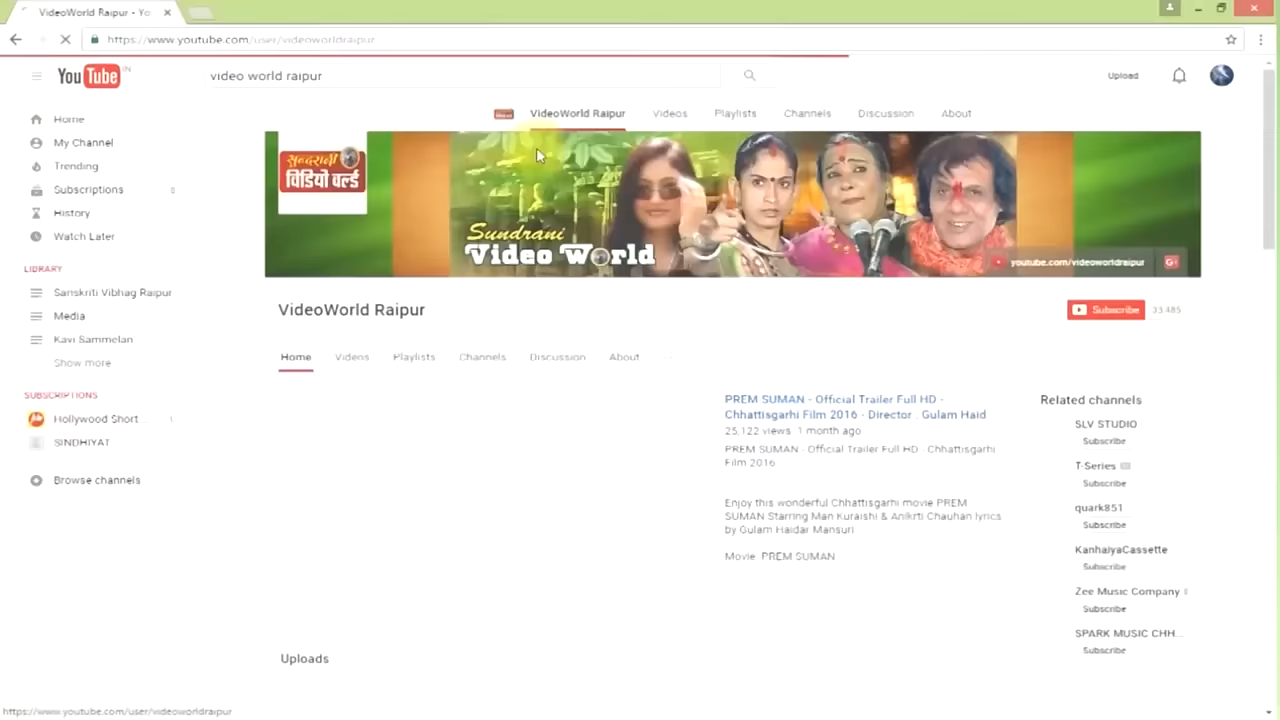 VideoWorld Raipur - Yo
https://www.youtube.com/user/videoworldraipur
YouTube IN
video world raipur
Upload
VideoWorld Raipur Videos Playlists Channels Discussion About
Home
My Channel
Trending
Subscriptions
History
Watch Later
LIBRARY
Sanskriti Vibhag Raipur
Media
Kavi Sammelan
Show more
SUBSCRIPTIONS
Hollywood Short... 1
SINDHIYAT
Browse channels
सुन्दरानी
विडियो वर्ल्ड
Sundrani
Video World
youtube.com/videoworldraipur G+
VideoWorld Raipur
Subscribe 33,485
Home Videos Playlists Channels Discussion About
PREM SUMAN - Official Trailer Full HD -
Chhattisgarhi Film 2016 - Director . Gulam Haid
25,122 views 1 month ago
PREM SUMAN - Official Trailer Full HD - Chhattisgarhi
Film 2016
Enjoy this wonderful Chhattisgarhi movie PREM
SUMAN Starring Man Kuraishi & Anikrti Chauhan lyrics
by Gulam Haidar Mansuri
Movie PREM SUMAN
Related channels
SLV STUDIO
Subscribe
T-Series
Subscribe
quark851
Subscribe
KanhaiyaCassette
Subscribe
Zee Music Company
Subscribe
SPARK MUSIC CHH...
Subscribe
Uploads
https://www.youtube.com/user/videoworldraipur